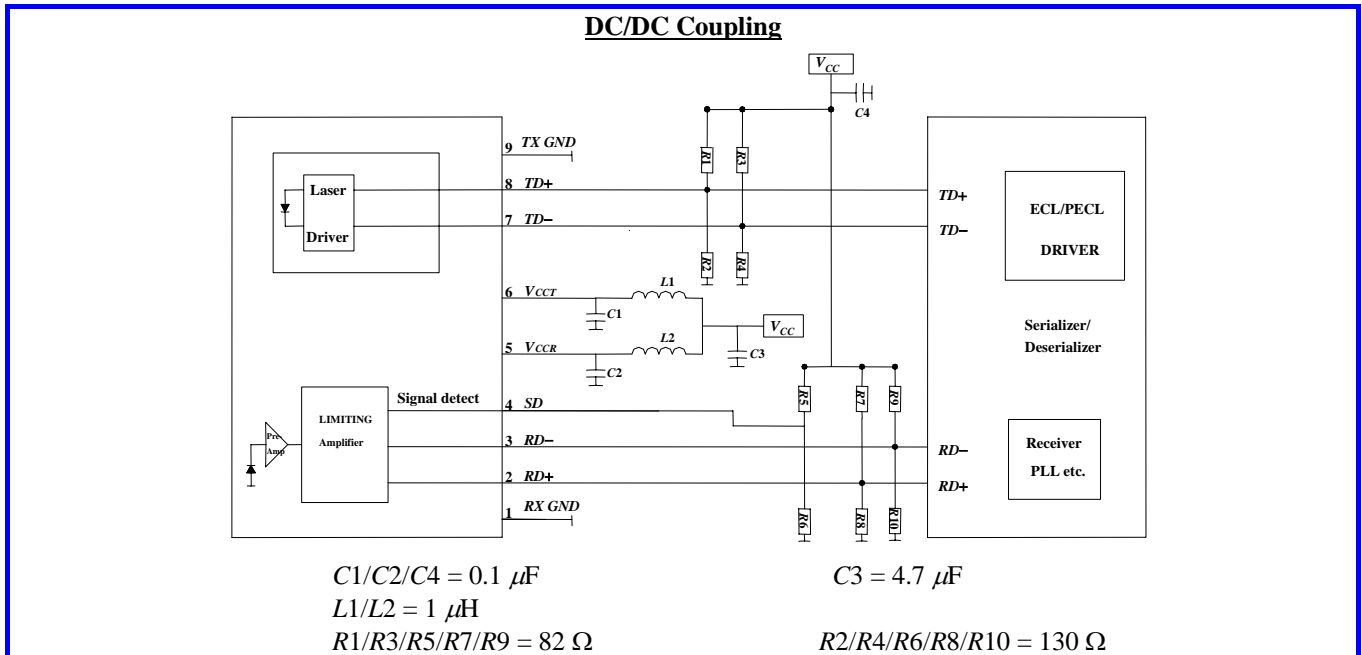 DC/DC Coupling
VCC
C4
9 TX GND
R1
R3
Laser
Driver
8 TD+
TD+
7 TD−
TD−
ECL/PECL
DRIVER
R2
R4
6 VCCT
L1
C1
VCC
5 VCCR
L2
C2
C3
Serializer/
Deserializer
R5
R7
R9
Signal detect
4 SD
LIMITING
Amplifier
Pre-
Amp
3 RD−
RD−
2 RD+
RD+
Receiver
PLL etc.
1 RX GND
R6
R8
R10
C1/C2/C4 = 0.1 μF
C3 = 4.7 μF
L1/L2 = 1 μH
R1/R3/R5/R7/R9 = 82 Ω
R2/R4/R6/R8/R10 = 130 Ω